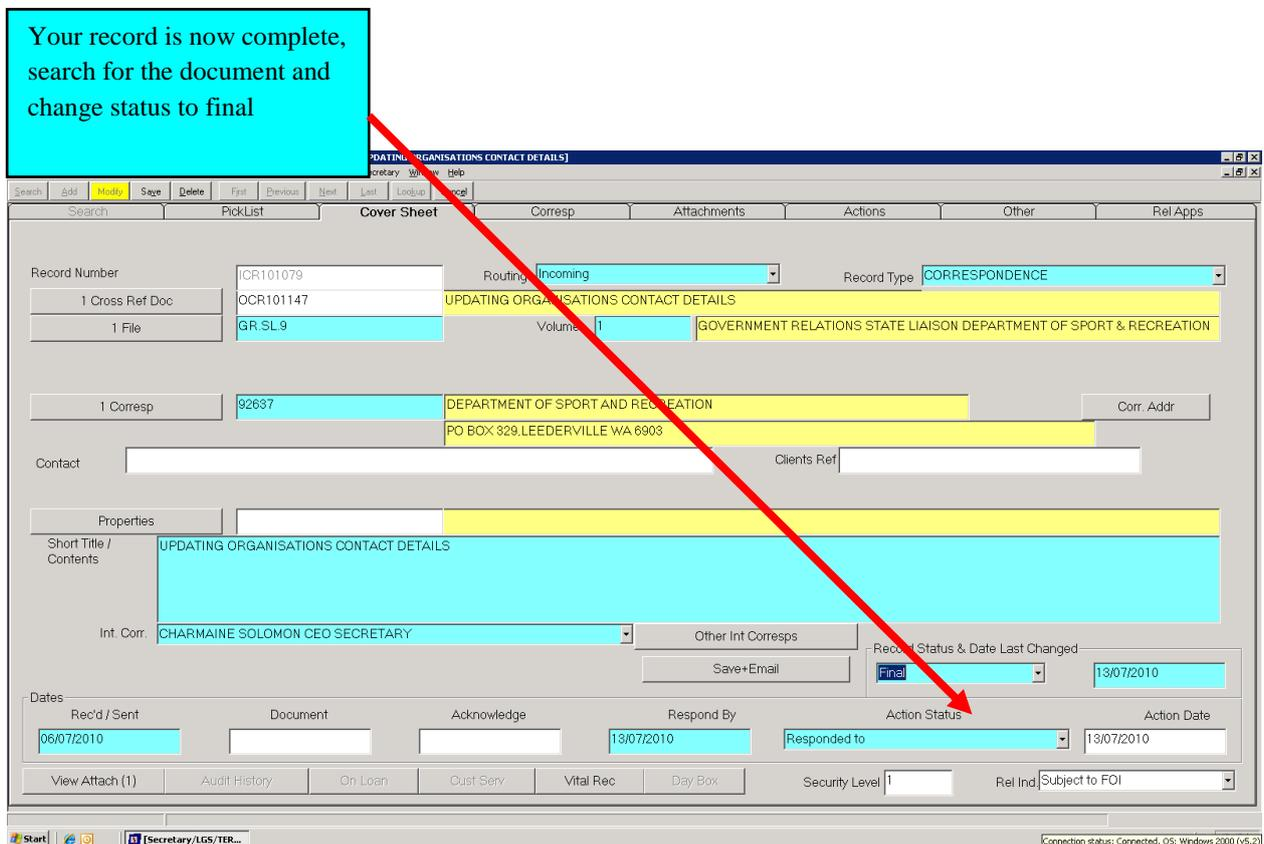 Your record is now complete,
search for the document and
change status to final
ORGANISATIONS CONTACT DETAILS]
Help
Search Add Modify Save Delete First Previous Next Last Lookup
Search PickList Cover Sheet Corresp Attachments Actions Other Rel Apps
Record Number ICR101079 Routing Incoming Record Type CORRESPONDENCE
1 Cross Ref Doc OCR101147 UPDATING ORGANISATIONS CONTACT DETAILS
1 File GR.SL.9 Volume 1 GOVERNMENT RELATIONS STATE LIAISON DEPARTMENT OF SPORT & RECREATION
1 Corresp 92637 DEPARTMENT OF SPORT AND RECREATION Corr. Addr
PO BOX 329,LEEDERVILLE WA 6903
Contact Clients Ref
Properties
Short Title / UPDATING ORGANISATIONS CONTACT DETAILS
Contents
Int. Corr. CHARMAINE SOLOMON CEO SECRETARY Other Int Corresps
Record Status & Date Last Changed
Save+Email Final 13/07/2010
Dates
Rec'd / Sent Document Acknowledge Respond By Action Status Action Date
06/07/2010 13/07/2010 Responded to 13/07/2010
View Attach (1) Audit History On Loan Cust Serv Vital Rec Day Box Security Level 1 Rel Ind. Subject to FOI
Start [Secretary/LGS/TER... Connection status: Connected, OS: Windows 2000 (v5.2)